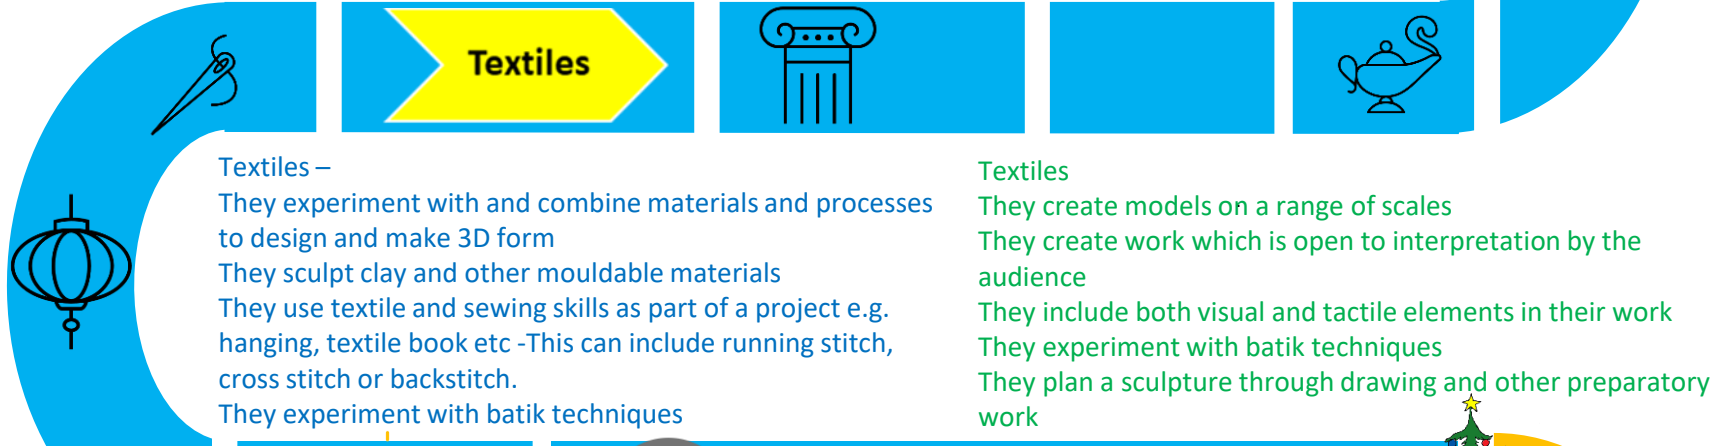 Textiles
Textiles –
They experiment with and combine materials and processes
to design and make 3D form
They sculpt clay and other mouldable materials
They use textile and sewing skills as part of a project e.g.
hanging, textile book etc -This can include running stitch,
cross stitch or backstitch.
They experiment with batik techniques
Textiles
They create models on a range of scales
They create work which is open to interpretation by the
audience
They include both visual and tactile elements in their work
They experiment with batik techniques
They plan a sculpture through drawing and other preparatory
work